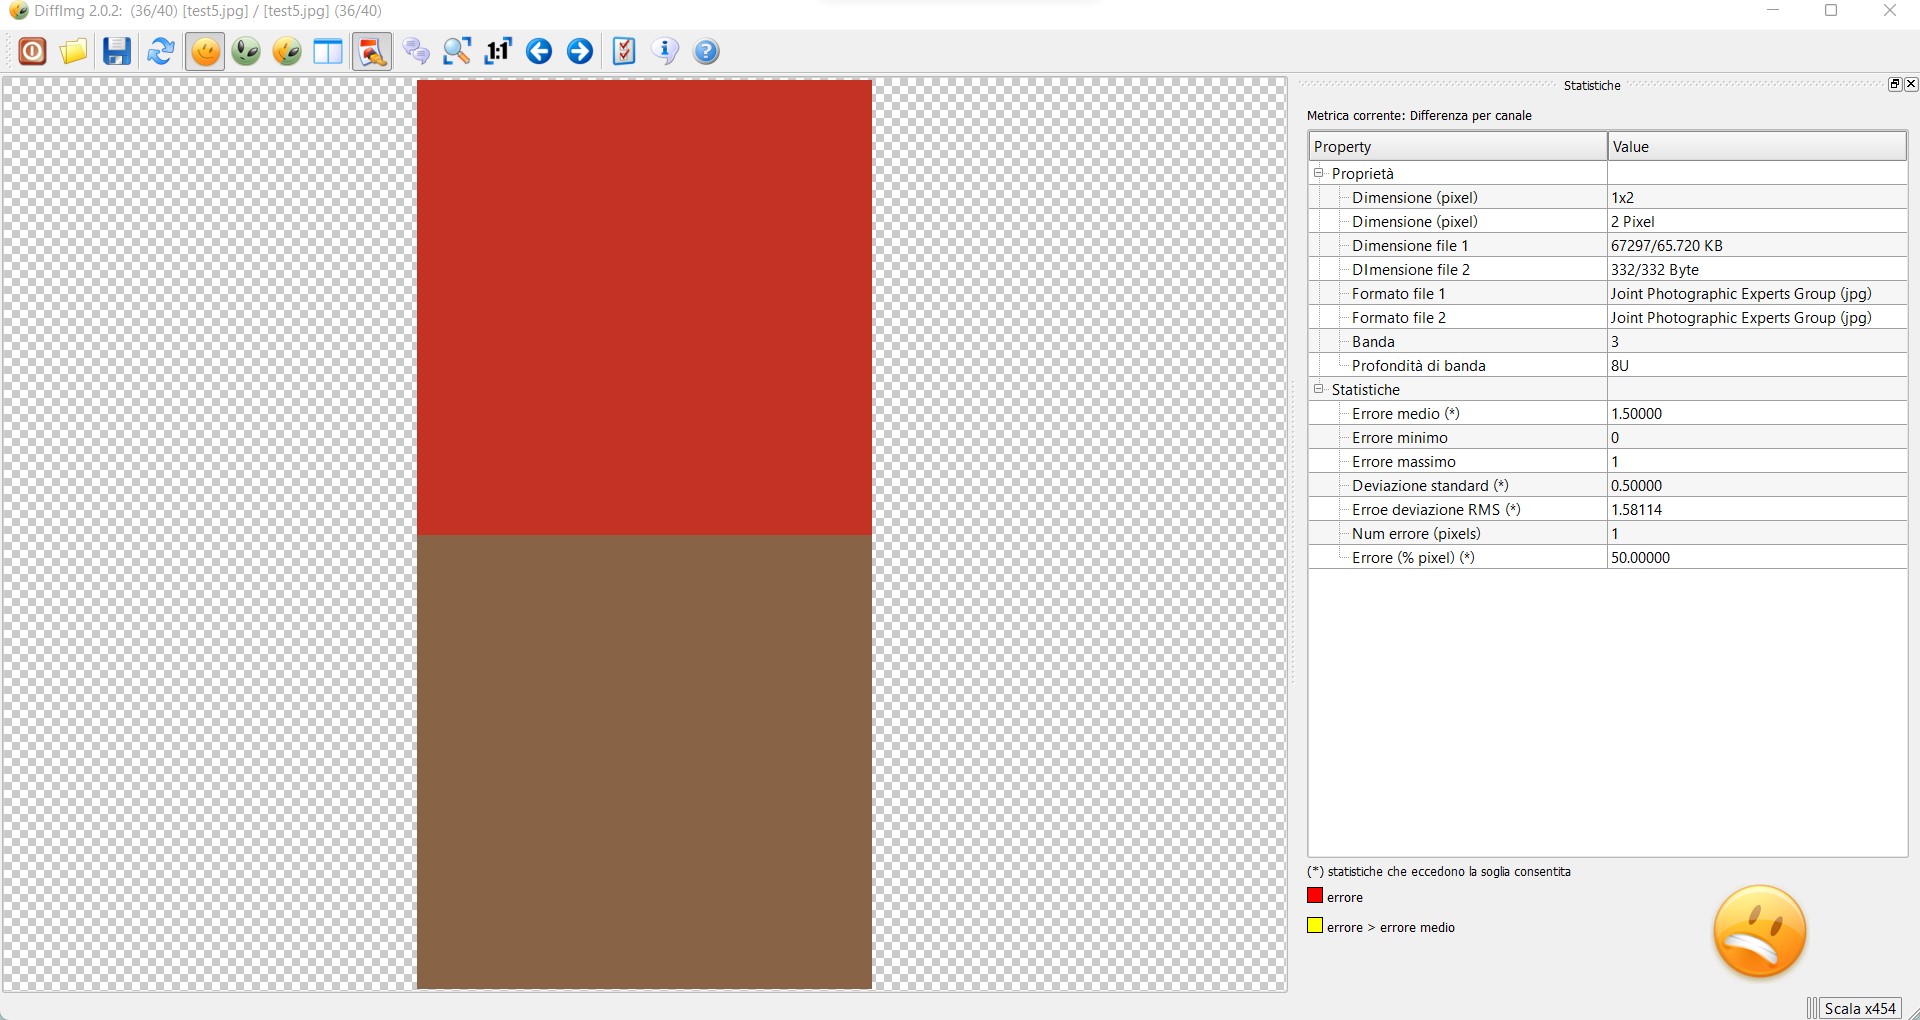 DiffImg 2.0.2: (36/40) [test5.jpg] / [test5.jpg] (36/40)
1:1
Statistiche
Metrica corrente: Differenza per canale
Property Value
Proprietà
Dimensione (pixel) 1x2
Dimensione (pixel) 2 Pixel
Dimensione file 1 67297/65.720 KB
DImensione file 2 332/332 Byte
Formato file 1 Joint Photographic Experts Group (jpg)
Formato file 2 Joint Photographic Experts Group (jpg)
Banda 3
Profondità di banda 8U
Statistiche
Errore medio (*) 1.50000
Errore minimo 0
Errore massimo 1
Deviazione standard (*) 0.50000
Erroe deviazione RMS (*) 1.58114
Num errore (pixels) 1
Errore (% pixel) (*) 50.00000
(*) statistiche che eccedono la soglia consentita
errore
errore > errore medio
Scala x454